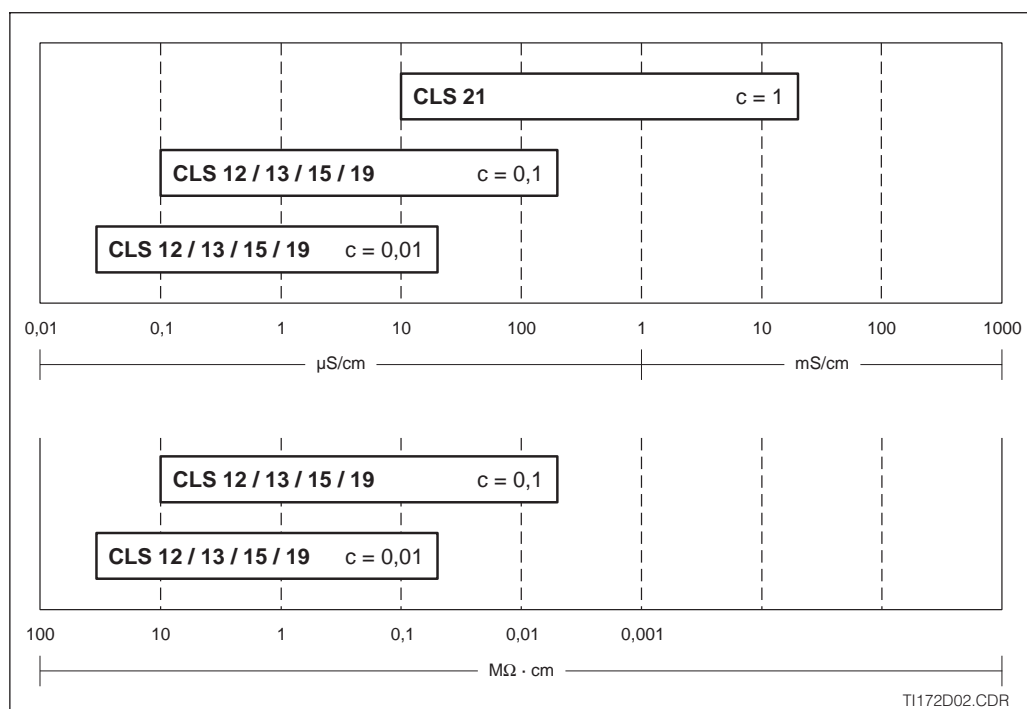 CLS 21 c = 1
CLS 12 / 13 / 15 / 19 c = 0,1
CLS 12 / 13 / 15 / 19 c = 0,01
0,01 0,1 1 10 100 1 10 100 1000
µS/cm mS/cm
CLS 12 / 13 / 15 / 19 c = 0,1
CLS 12 / 13 / 15 / 19 c = 0,01
100 10 1 0,1 0,01 0,001
MΩ · cm
TI172D02.CDR